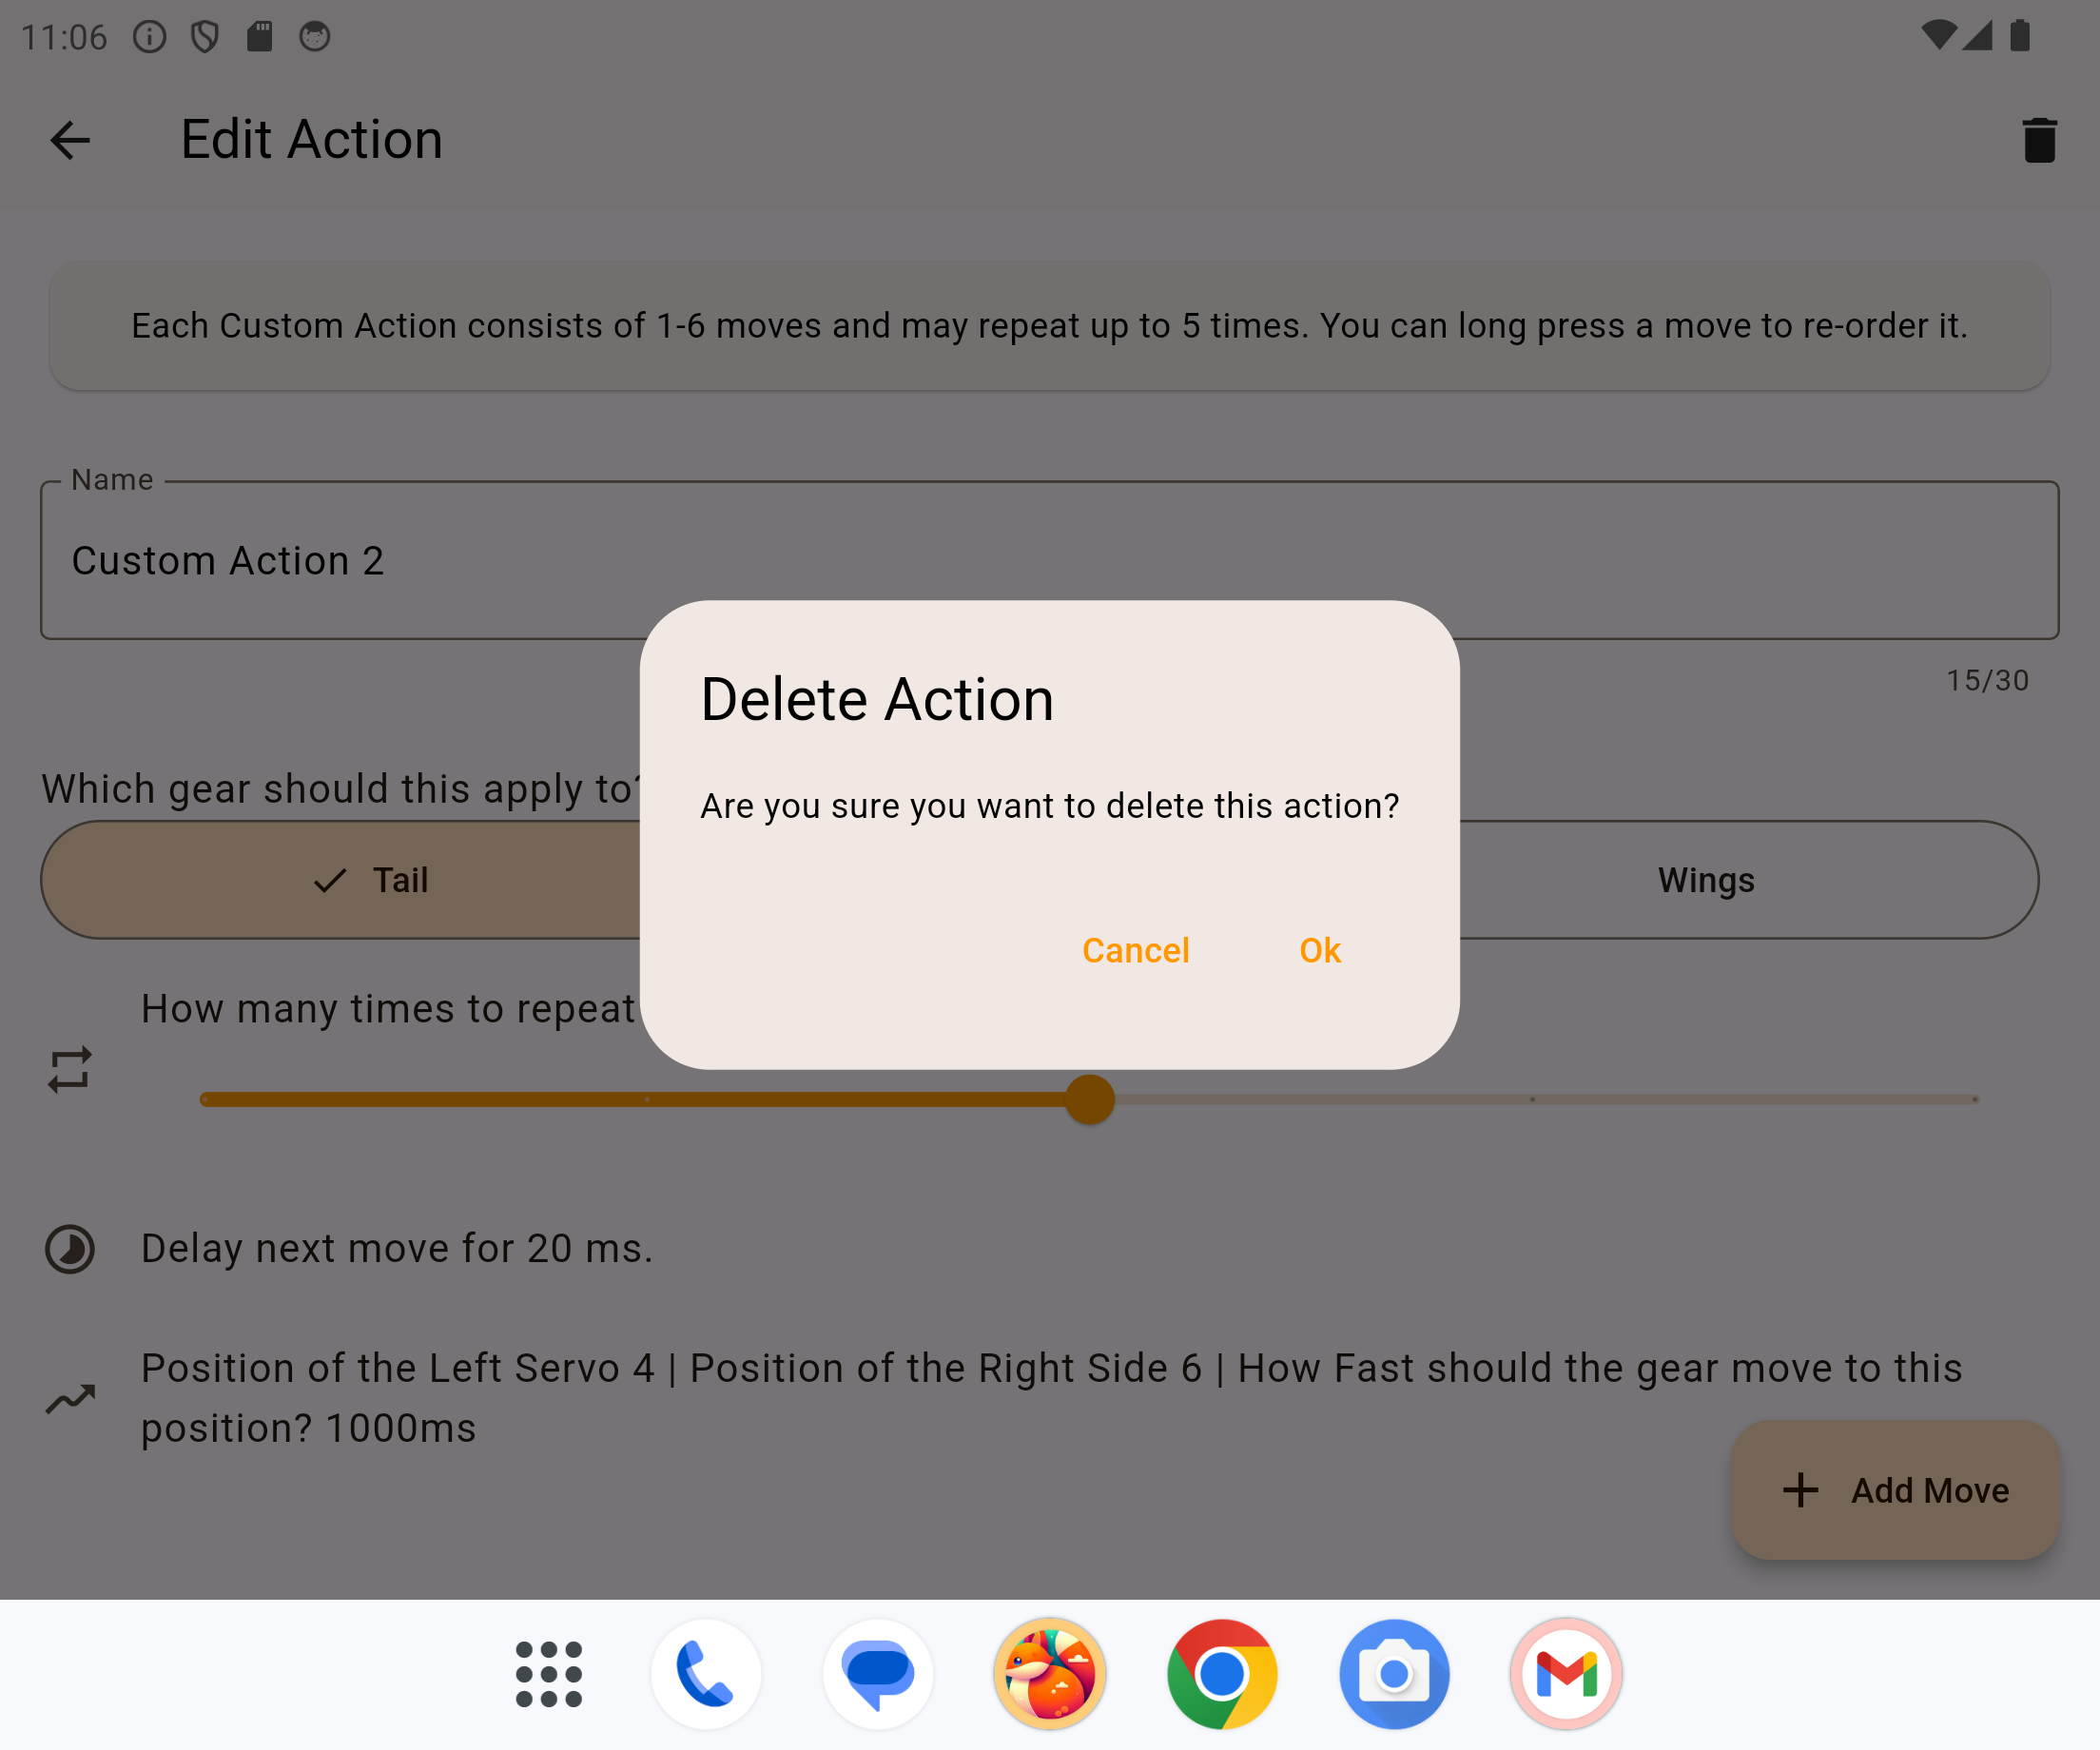 11:06
Edit Action
Each Custom Action consists of 1-6 moves and may repeat up to 5 times. You can long press a move to re-order it.
Name
Custom Action 2
15/30
Which gear should this apply to?
Tail
Wings
Delete Action
Are you sure you want to delete this action?
Cancel
Ok
How many times to repeat
Delay next move for 20 ms.
Position of the Left Servo 4 | Position of the Right Side 6 | How Fast should the gear move to this
position? 1000ms
Add Move